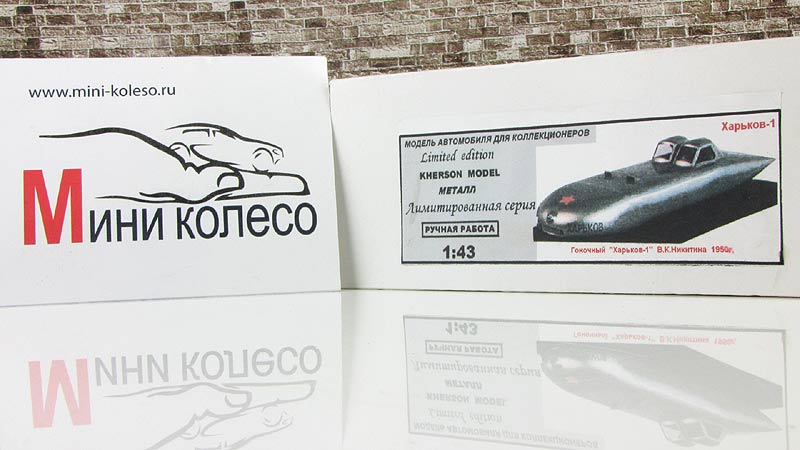 www.mini-koleso.ru
Мини колесо
Харьков-1
МОДЕЛЬ АВТОМОБИЛЯ ДЛЯ КОЛЛЕКЦИОНЕРОВ
Limited edition
KHERSON MODEL
МЕТАЛЛ
Лимитированная серия
РУЧНАЯ РАБОТА
1:43
ХАРЬКОВ
Гоночный "Харьков-1" В.К.Никитина 1950г,